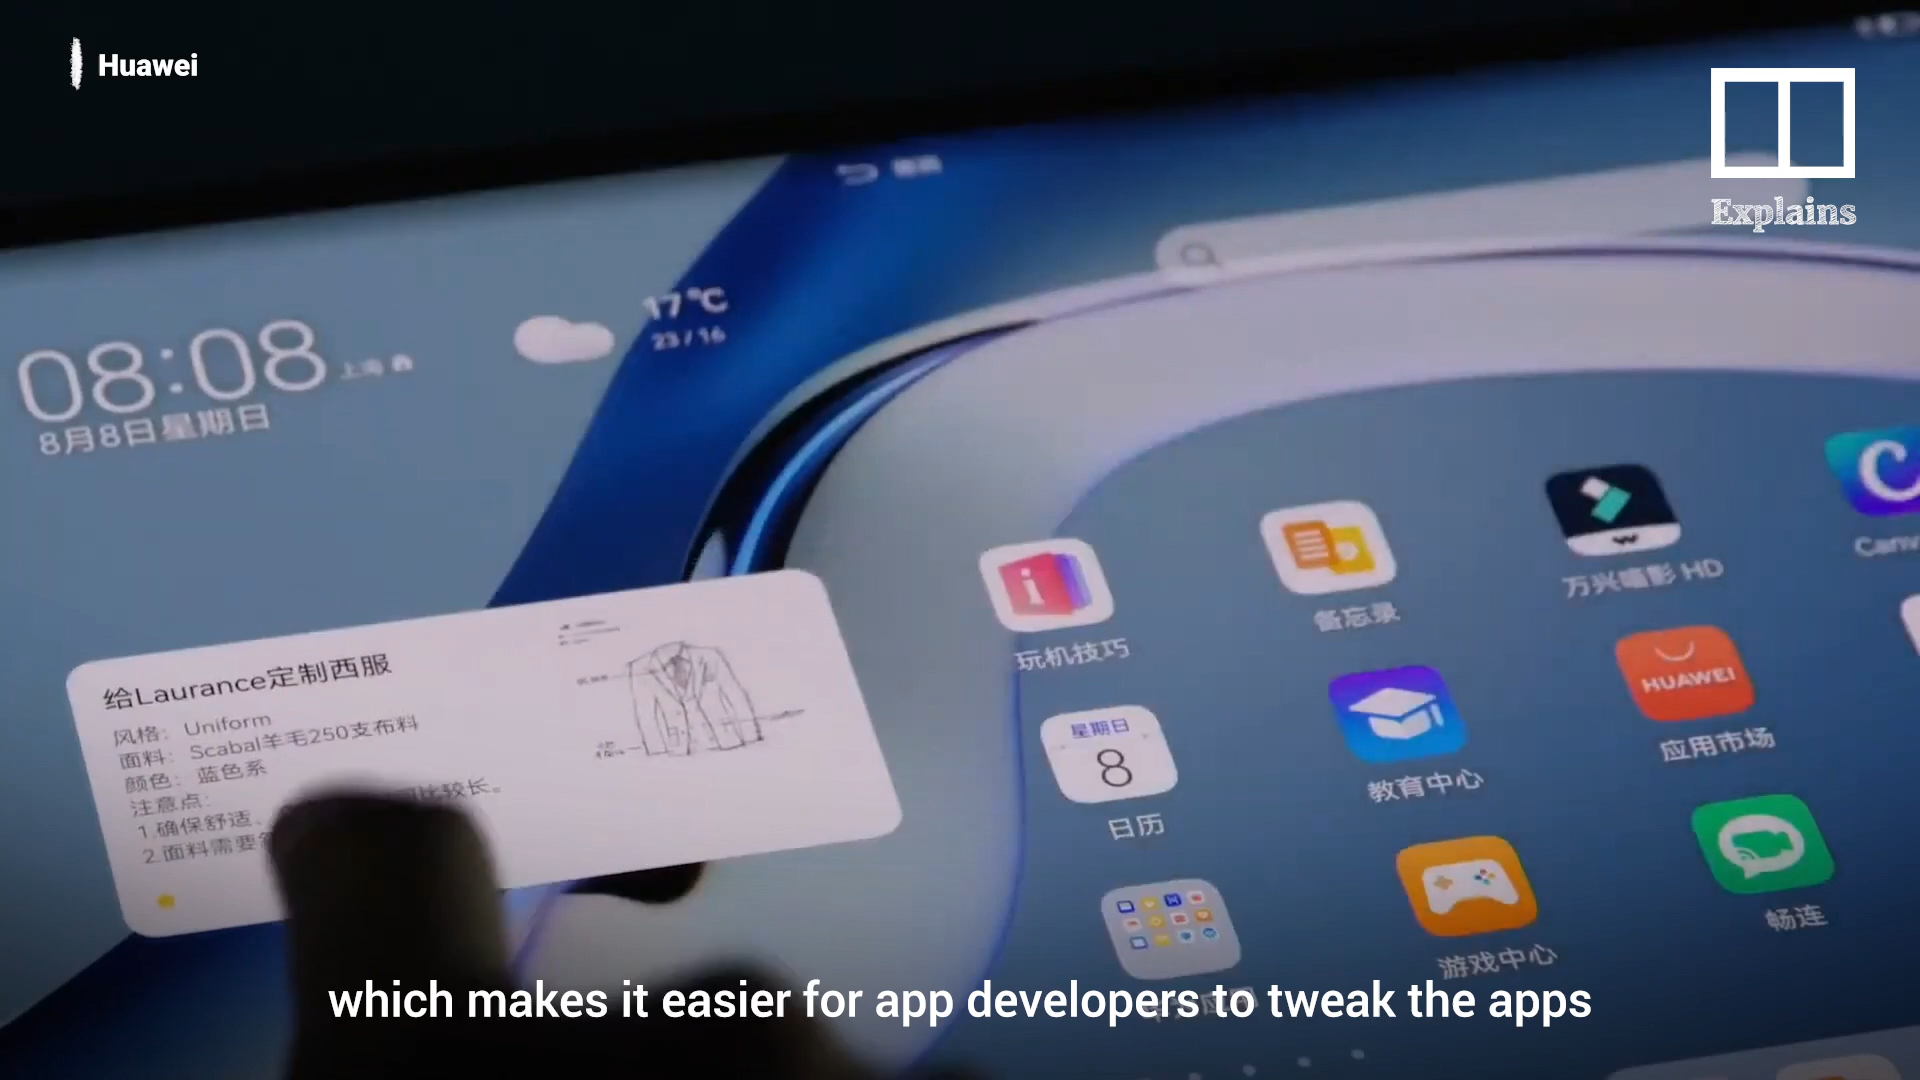 Huawei
Explains
17℃
23/16
08:08 上海
8月8日星期日
给Laurance定制西服
风格: Uniform
面料: Scabal羊毛250支布料
颜色: 蓝色系
注意点:
比较长。
1.确保舒适、
2.面料需要
玩机技巧
备忘录
万兴喵影 HD
星期日
8
日历
教育中心
HUAWEI
应用市场
游戏中心
畅连
which makes it easier for app developers to tweak the apps